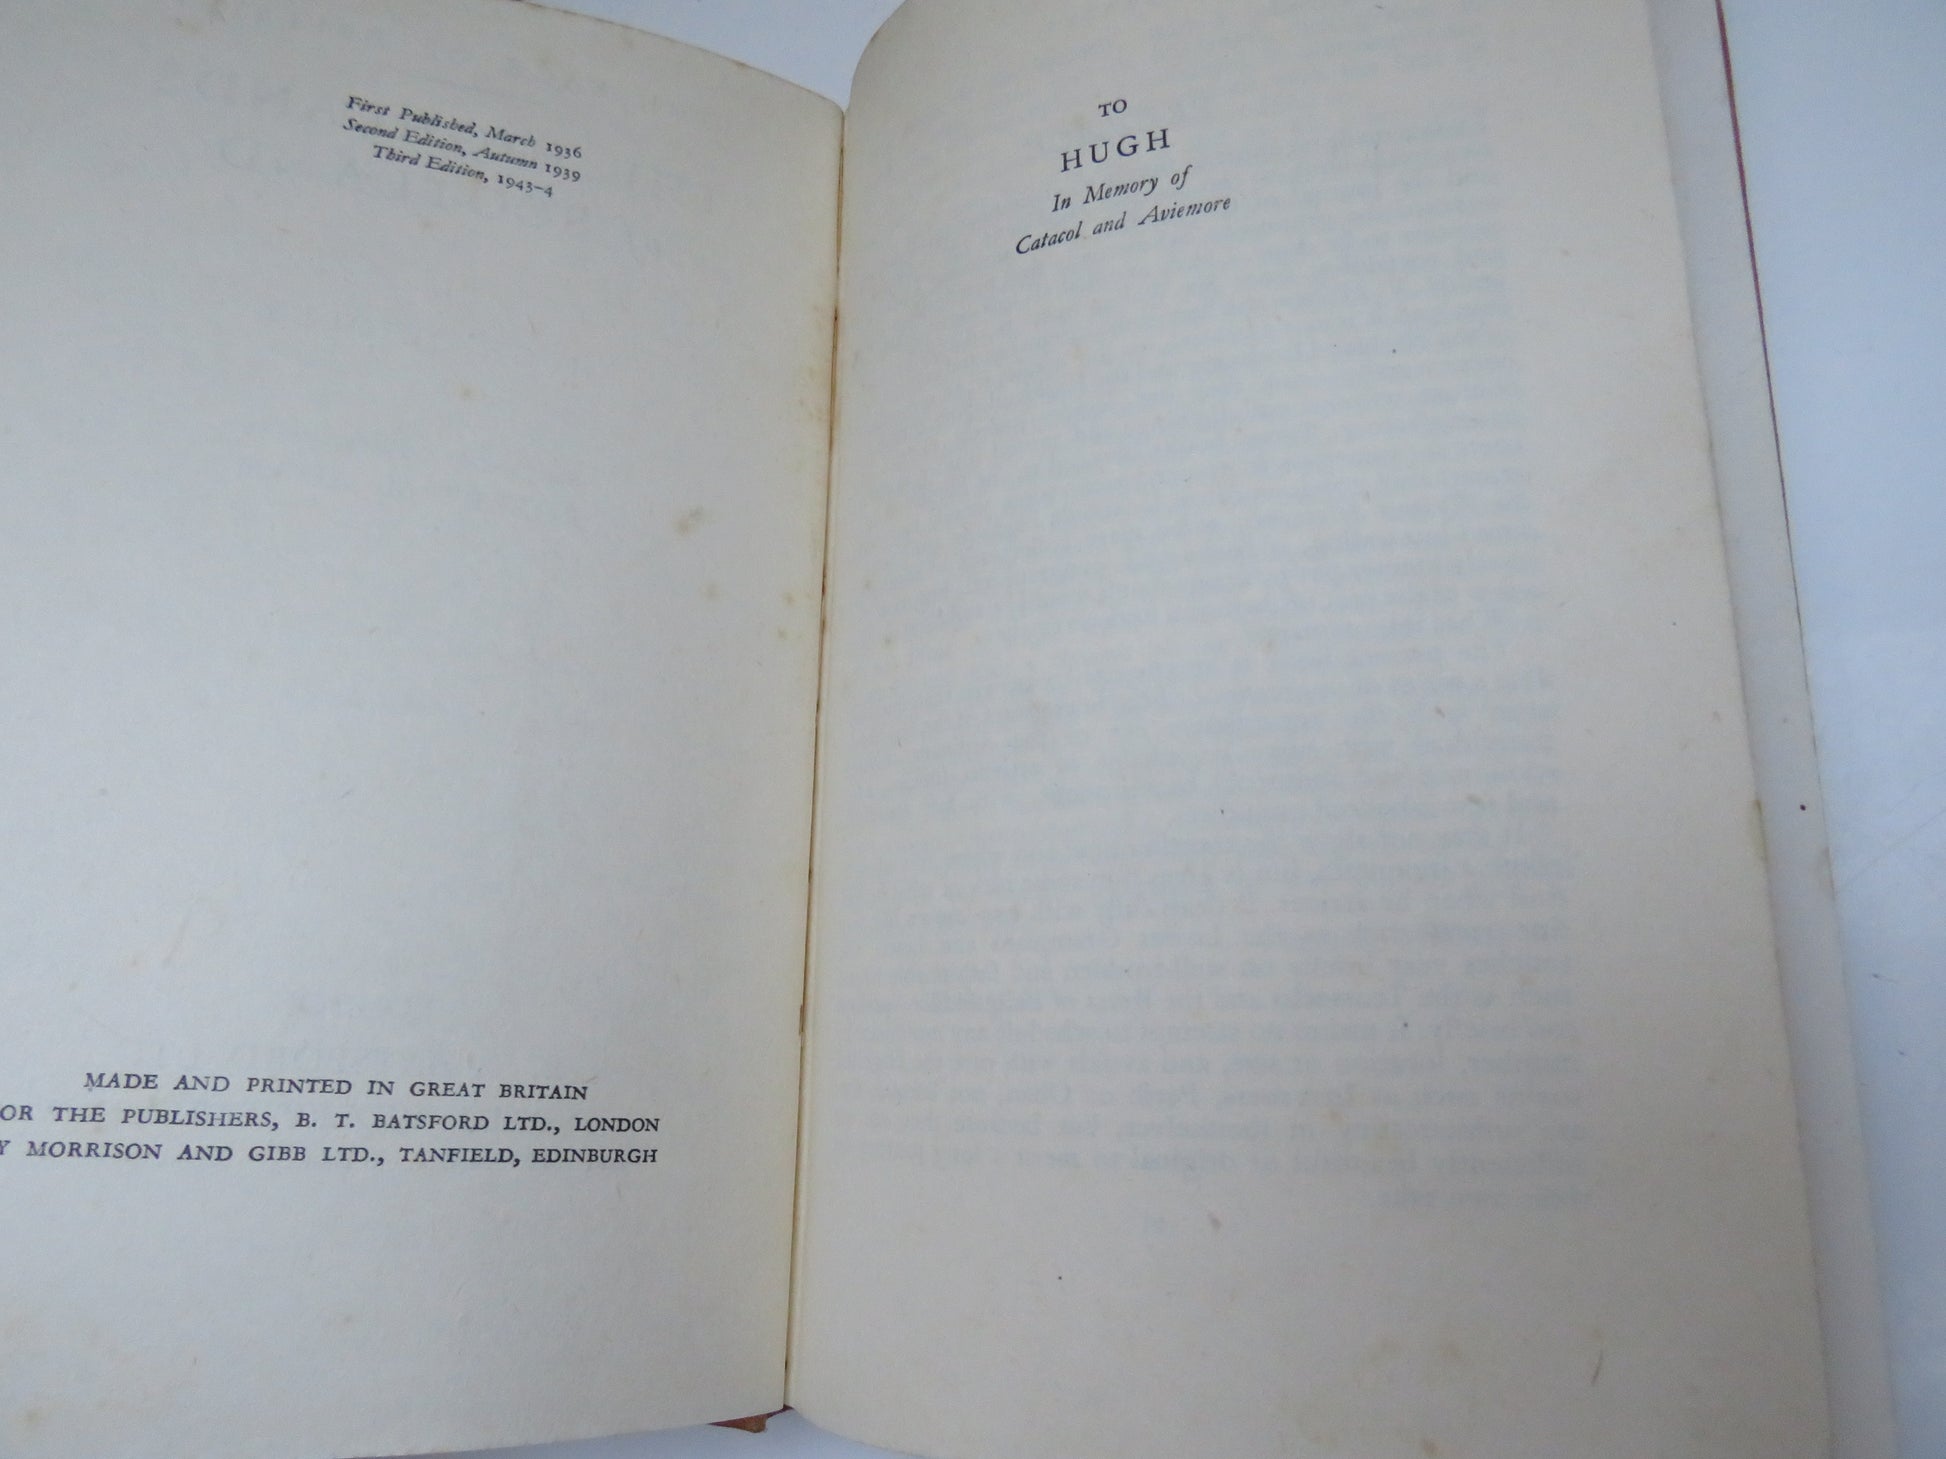 First Published, March 1936
Second Edition, Autumn 1939
Third Edition, 1943-4
MADE AND PRINTED IN GREAT BRITAIN
OR THE PUBLISHERS, B. T. BATSFORD LTD., LONDON
Y MORRISON AND GIBB LTD., TANFIELD, EDINBURGH
TO
HUGH
In Memory of
Catacol and Aviemore